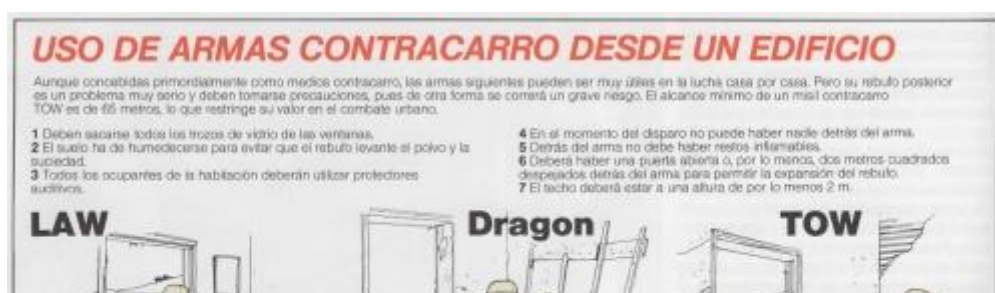 USO DE ARMAS CONTRACARRO DESDE UN EDIFICIO
Aunque concebidas primordialmente como medios contracarro, las armas siguientes pueden ser muy útiles en la lucha casa por casa. Pero su rebufo posterior
es un problema muy serio y deben tomarse precauciones, pues de otra forma se correrá un grave riesgo. El alcance mínimo de un misil contracarro
TOW es de 65 metros, lo que restringe su valor en el combate urbano.
1 Deben sacarse todos los trozos de vidrio de las ventanas.
2 El suelo ha de humedecerse para evitar que el rebufo levante el polvo y la
suciedad.
3 Todos los ocupantes de la habitación deberán utilizar protectores
auditivos.
4 En el momento del disparo no puede haber nadie detrás del arma.
5 Detrás del arma no debe haber restos inflamables.
6 Deberá haber una puerta abierta o, por lo menos, dos metros cuadrados
despejados detrás del arma para permitir la expansión del rebufo.
7 El techo deberá estar a una altura de por lo menos 2 m.
LAW
Dragon
TOW